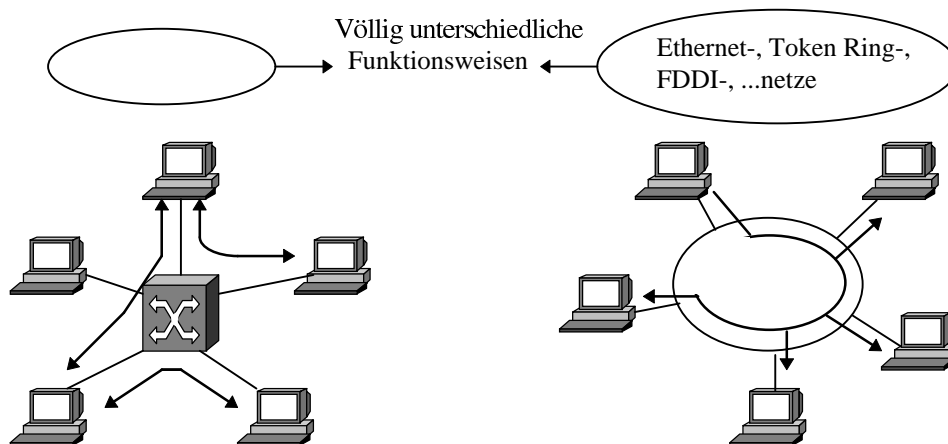 Völlig unterschiedliche
Funktionsweisen
Ethernet-, Token Ring-,
FDDI-, ...netze